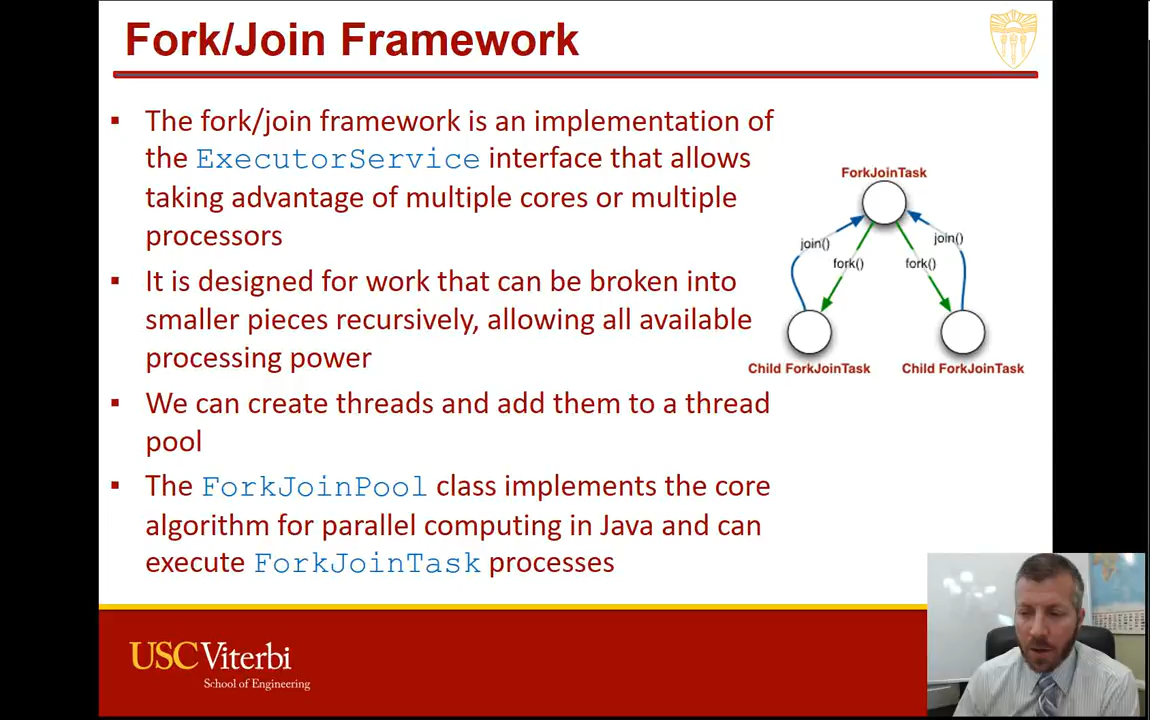 Fork/Join Framework
▪ The fork/join framework is an implementation of
the ExecutorService interface that allows
taking advantage of multiple cores or multiple
processors
▪ It is designed for work that can be broken into
smaller pieces recursively, allowing all available
processing power
▪ We can create threads and add them to a thread
pool
▪ The ForkJoinPool class implements the core
algorithm for parallel computing in Java and can
execute ForkJoinTask processes
ForkJoinTask
join() join()
fork() fork()
Child ForkJoinTask Child ForkJoinTask
USC Viterbi
School of Engineering